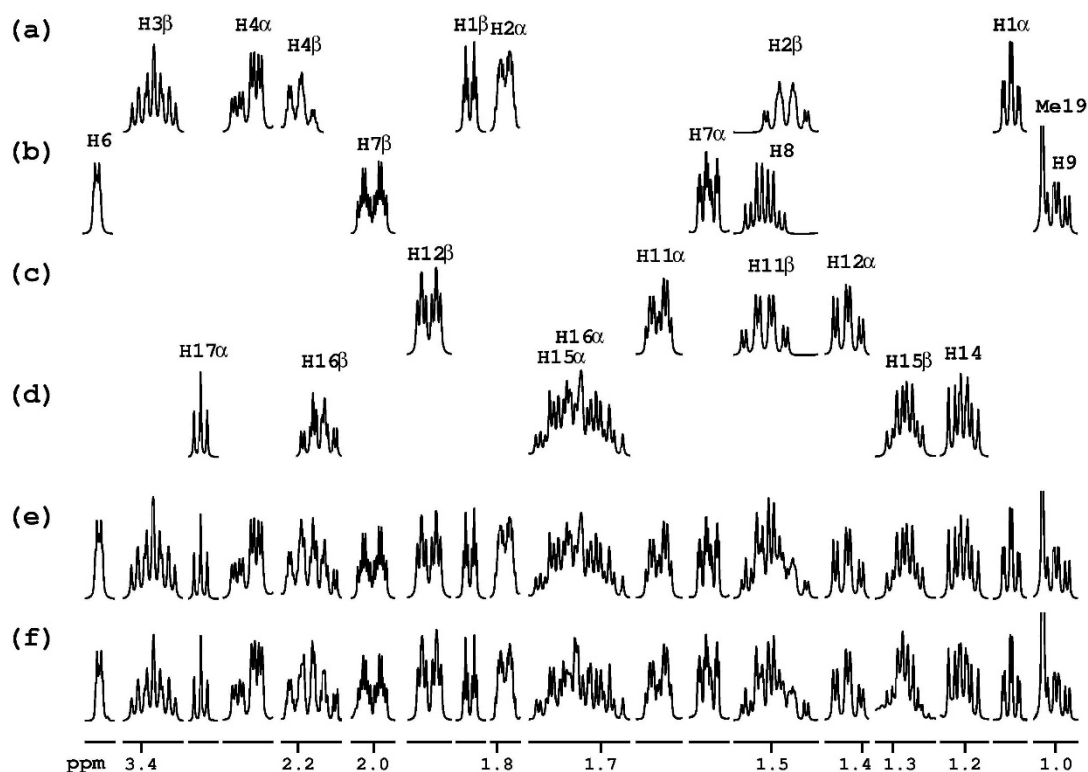 (a) H3β H4α H4β H1β H2α H2β H1α
(b) H6 H7β H7α H8 Me19 H9
(c) H12β H11α H11β H12α
(d) H17α H16β H15α H16α H15β H14
(e)
(f)
ppm 3.4 2.2 2.0 1.8 1.7 1.5 1.4 1.3 1.2 1.0